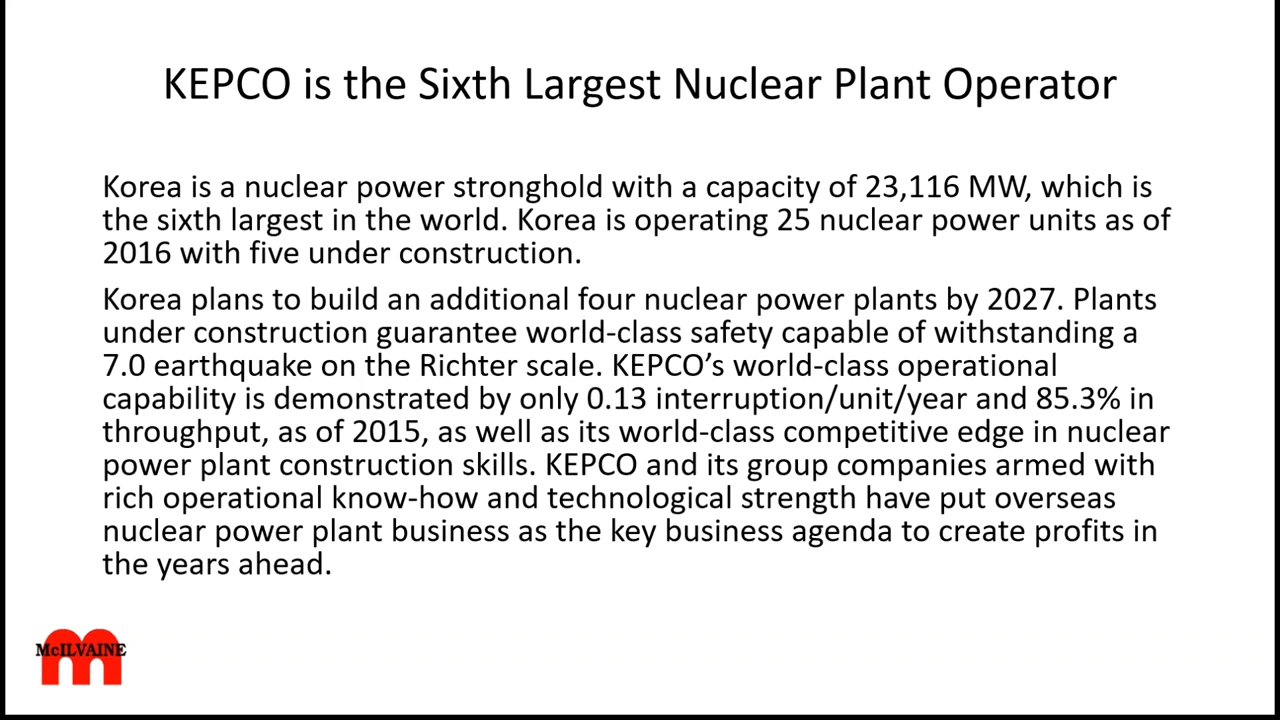 KEPCO is the Sixth Largest Nuclear Plant Operator
Korea is a nuclear power stronghold with a capacity of 23,116 MW, which is
the sixth largest in the world. Korea is operating 25 nuclear power units as of
2016 with five under construction.
Korea plans to build an additional four nuclear power plants by 2027. Plants
under construction guarantee world-class safety capable of withstanding a
7.0 earthquake on the Richter scale. KEPCO’s world-class operational
capability is demonstrated by only 0.13 interruption/unit/year and 85.3% in
throughput, as of 2015, as well as its world-class competitive edge in nuclear
power plant construction skills. KEPCO and its group companies armed with
rich operational know-how and technological strength have put overseas
nuclear power plant business as the key business agenda to create profits in
the years ahead.
McILVAINE